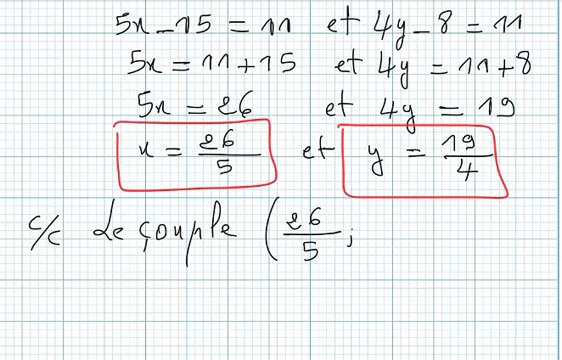 5x - 15 = 11 et 4y - 8 = 11
5x = 11 + 15 et 4y = 11 + 8
5x = 26 et 4y = 19
x = 26/5 et y = 19/4
c/c Le çouple (26/5 ;